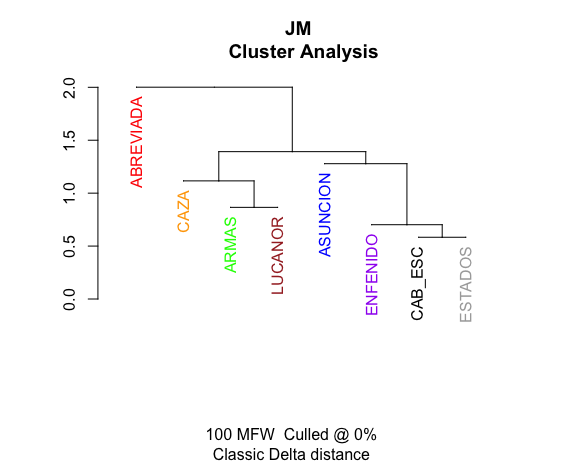 JM
Cluster Analysis
2.0
1.5
1.0
0.5
0.0
ABREVIADA
CAZA
ARMAS
LUCANOR
ASUNCION
ENFENIDO
CAB_ESC
ESTADOS
100 MFW  Culled @ 0%
Classic Delta distance